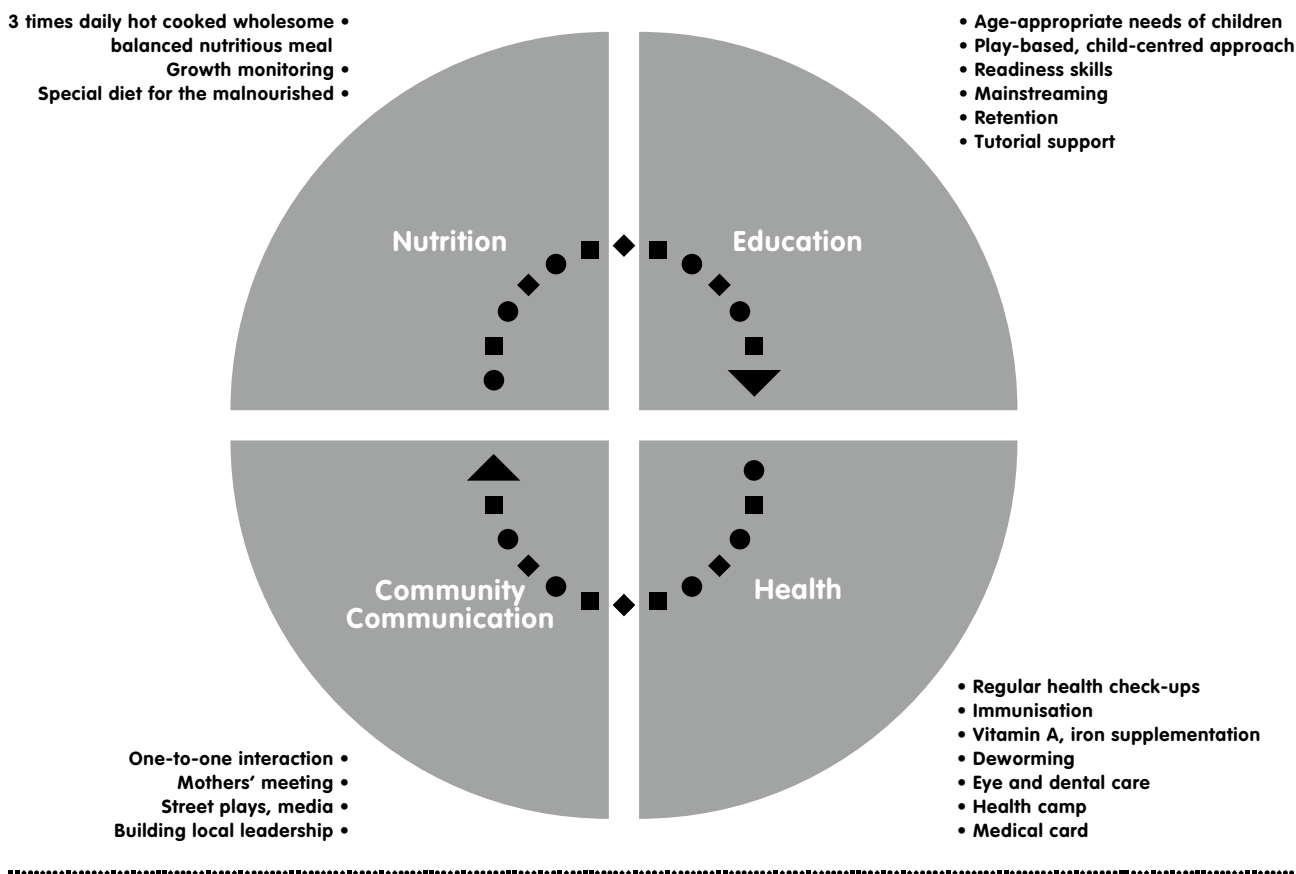 3 times daily hot cooked wholesome •
balanced nutritious meal
Growth monitoring •
Special diet for the malnourished •
• Age-appropriate needs of children
• Play-based, child-centred approach
• Readiness skills
• Mainstreaming
• Retention
• Tutorial support
Nutrition
Education
Community
Communication
Health
One-to-one interaction •
Mothers’ meeting •
Street plays, media •
Building local leadership •
• Regular health check-ups
• Immunisation
• Vitamin A, iron supplementation
• Deworming
• Eye and dental care
• Health camp
• Medical card